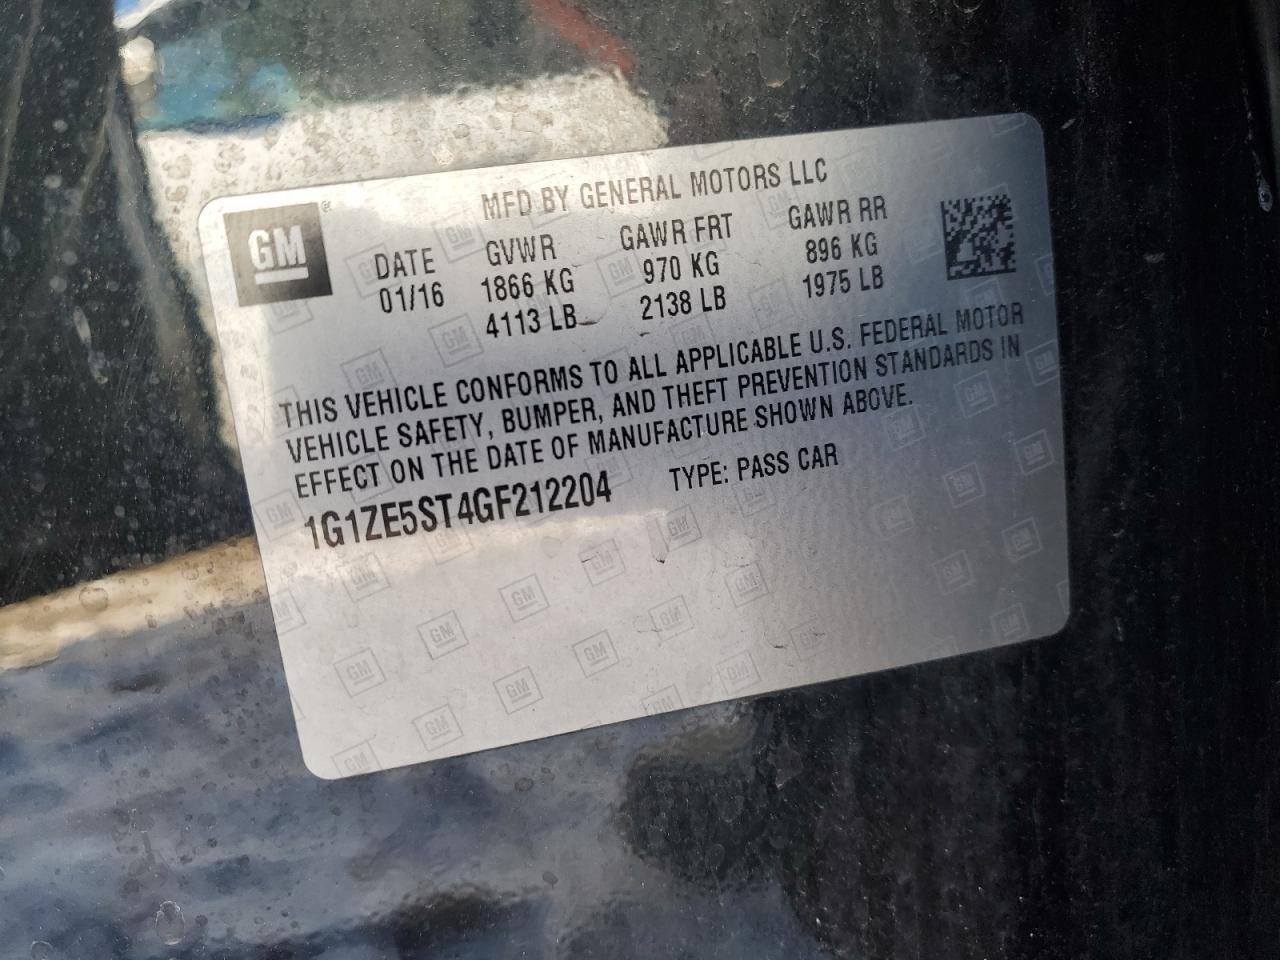 GM
MFD BY GENERAL MOTORS LLC
DATE GVWR GAWR FRT GAWR RR
01/16 1866 KG 970 KG 896 KG
4113 LB 2138 LB 1975 LB
THIS VEHICLE CONFORMS TO ALL APPLICABLE U.S. FEDERAL MOTOR
VEHICLE SAFETY, BUMPER, AND THEFT PREVENTION STANDARDS IN
EFFECT ON THE DATE OF MANUFACTURE SHOWN ABOVE.
1G1ZE5ST4GF212204 TYPE: PASS CAR